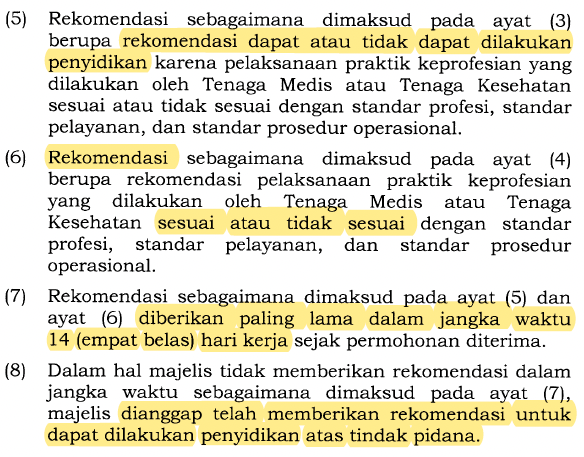 (5) Rekomendasi sebagaimana dimaksud pada ayat (3)
berupa rekomendasi dapat atau tidak dapat dilakukan
penyidikan karena pelaksanaan praktik keprofesian yang
dilakukan oleh Tenaga Medis atau Tenaga Kesehatan
sesuai atau tidak sesuai dengan standar profesi, standar
pelayanan, dan standar prosedur operasional.
(6) Rekomendasi sebagaimana dimaksud pada ayat (4)
berupa rekomendasi pelaksanaan praktik keprofesian
yang dilakukan oleh Tenaga Medis atau Tenaga
Kesehatan sesuai atau tidak sesuai dengan standar
profesi, standar pelayanan, dan standar prosedur
operasional.
(7) Rekomendasi sebagaimana dimaksud pada ayat (5) dan
ayat (6) diberikan paling lama dalam jangka waktu
14 (empat belas) hari kerja sejak permohonan diterima.
(8) Dalam hal majelis tidak memberikan rekomendasi dalam
jangka waktu sebagaimana dimaksud pada ayat (7),
majelis dianggap telah memberikan rekomendasi untuk
dapat dilakukan penyidikan atas tindak pidana.